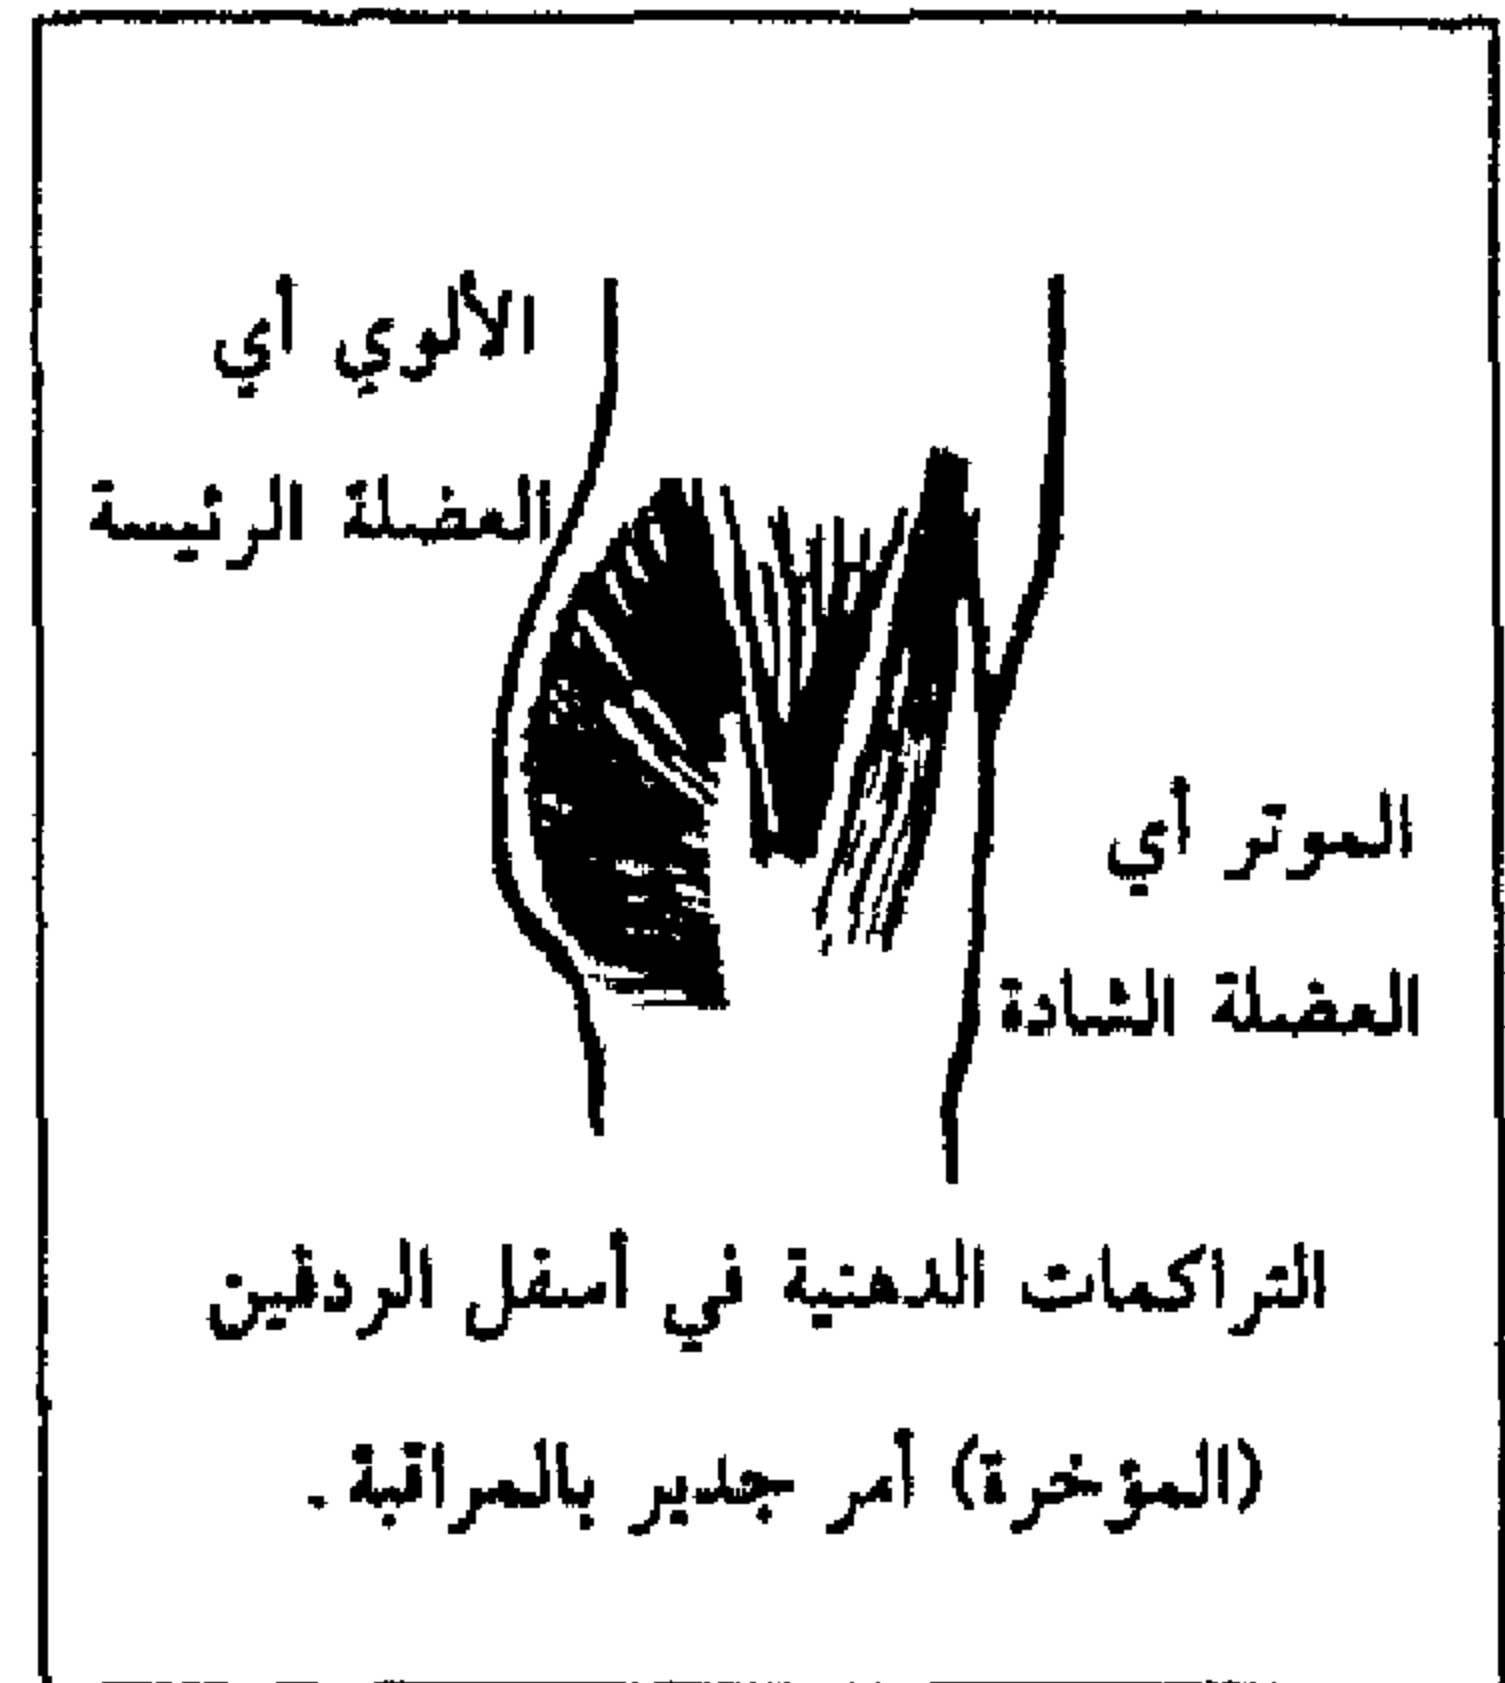 الألوي أي
العضلة الرئيسة
الموتر أي
العضلة الشادة
التراكمات الدهنية في أسفل الردفين
(المؤخرة) أمر جدير بالمراقبة .